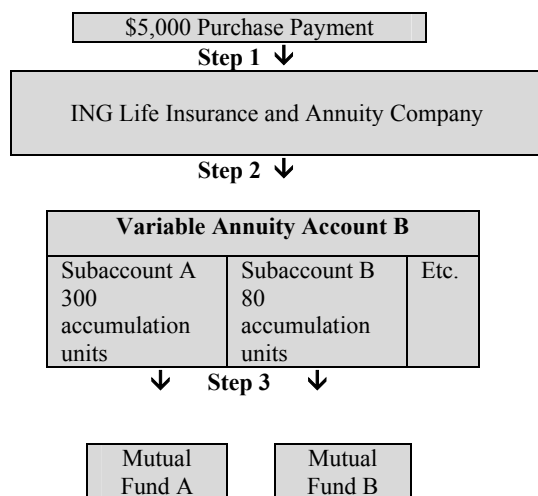 $5,000 Purchase Payment
Step 1
ING Life Insurance and Annuity Company
Step 2
Variable Annuity Account B
Subaccount A
300
accumulation
units
Subaccount B
80
accumulation
units
Etc.
Step 3
Mutual
Fund A
Mutual
Fund B